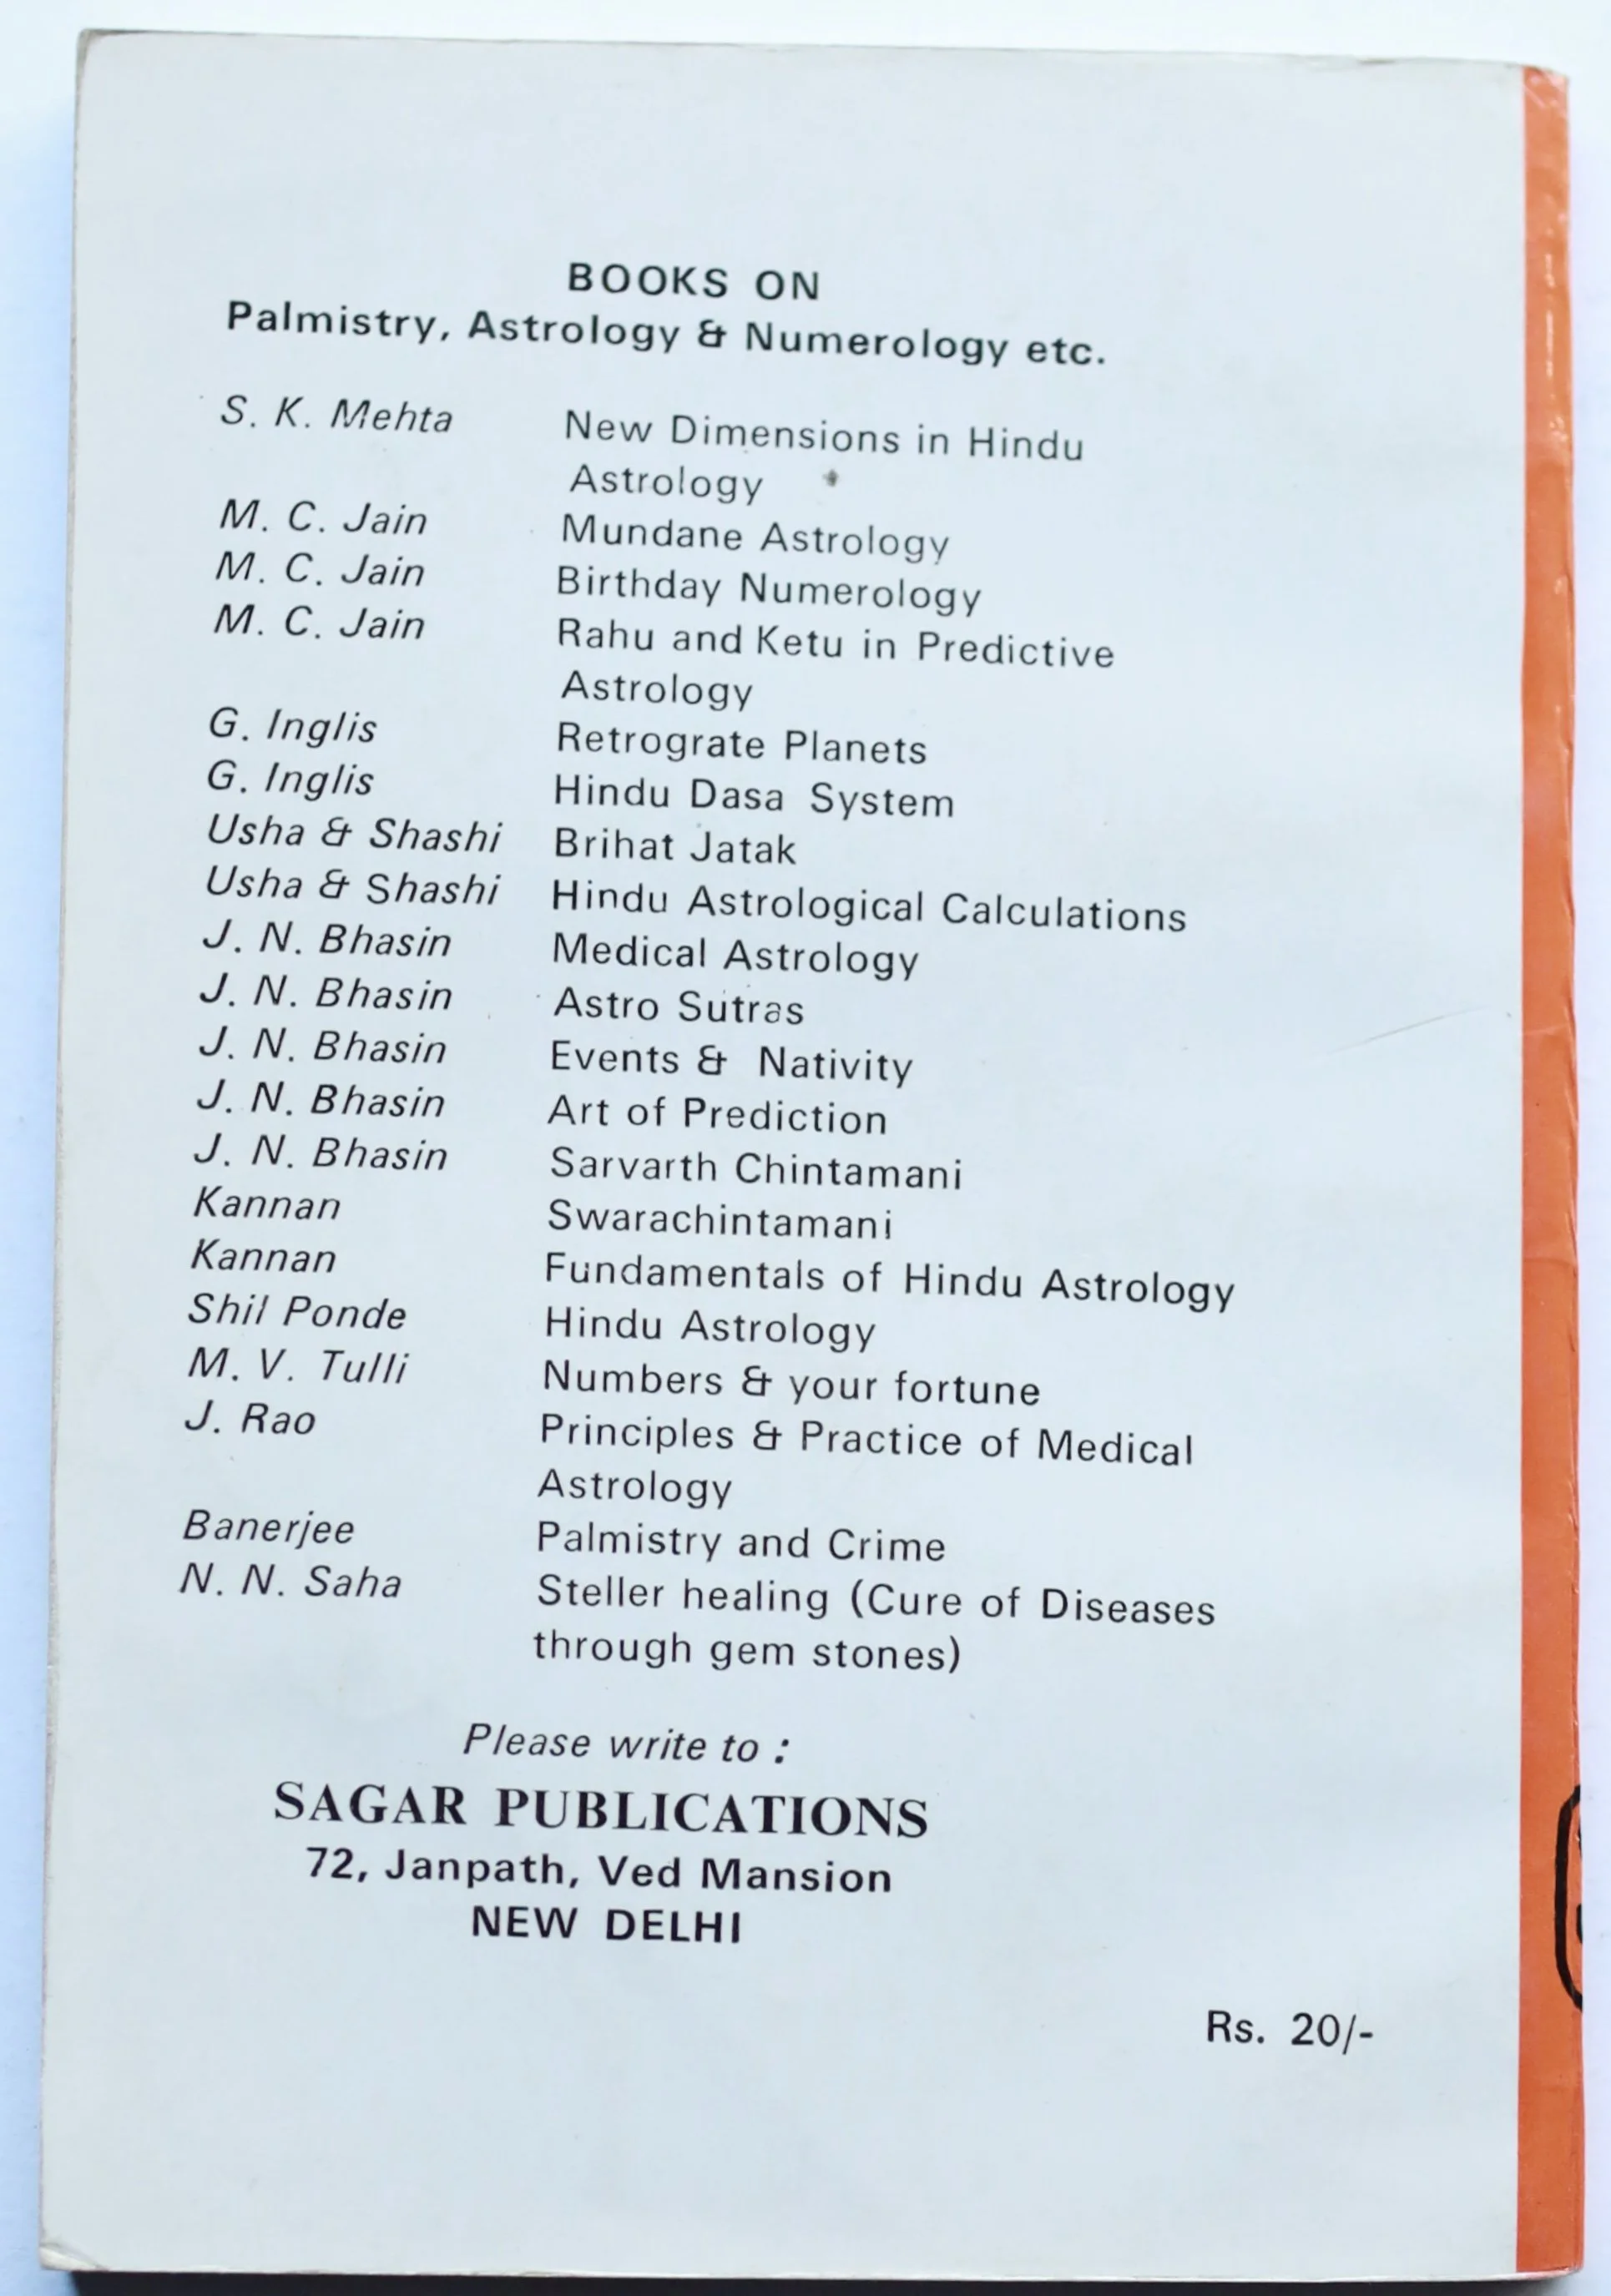 BOOKS ON
Palmistry, Astrology & Numerology etc.
S. K. Mehta New Dimensions in Hindu
Astrology
M. C. Jain Mundane Astrology
M. C. Jain Birthday Numerology
M. C. Jain Rahu and Ketu in Predictive
Astrology
G. Inglis Retrograte Planets
G. Inglis Hindu Dasa System
Usha & Shashi Brihat Jatak
Usha & Shashi Hindu Astrological Calculations
J. N. Bhasin Medical Astrology
J. N. Bhasin Astro Sutras
J. N. Bhasin Events & Nativity
J. N. Bhasin Art of Prediction
J. N. Bhasin Sarvarth Chintamani
Kannan Swarachintamani
Kannan Fundamentals of Hindu Astrology
Shil Ponde Hindu Astrology
M. V. Tulli Numbers & your fortune
J. Rao Principles & Practice of Medical
Astrology
Banerjee Palmistry and Crime
N. N. Saha Steller healing (Cure of Diseases
through gem stones)
Please write to :
SAGAR PUBLICATIONS
72, Janpath, Ved Mansion
NEW DELHI
Rs. 20/-